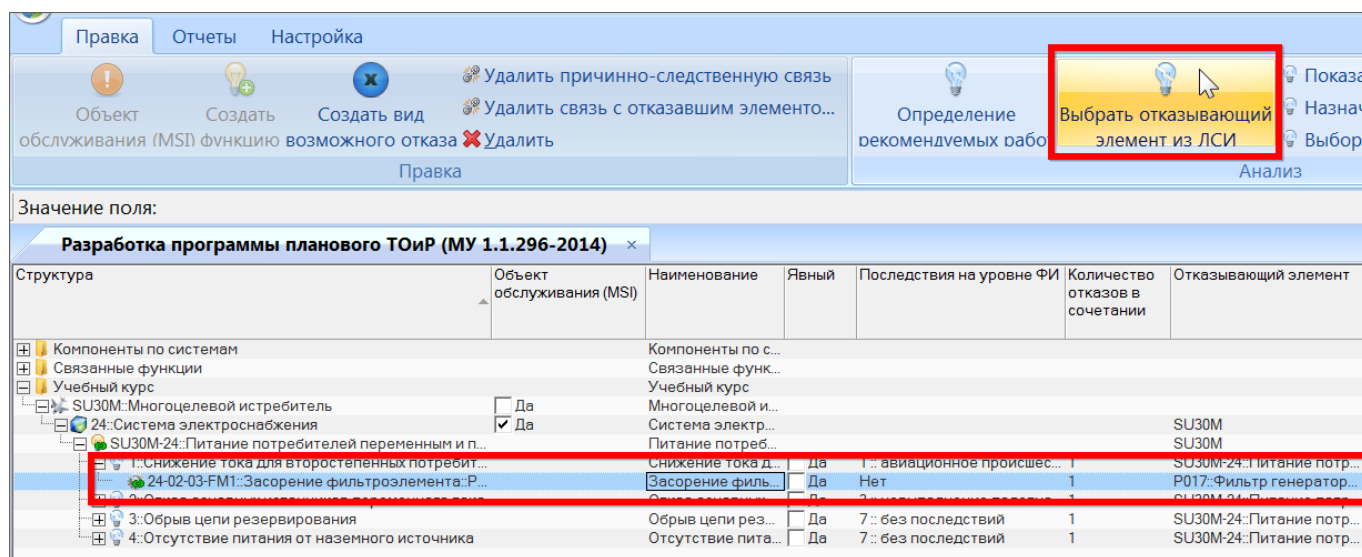 Правка Отчеты Настройка
Объект обслуживания (MSI)
Создать функцию
Создать вид возможного отказа
Удалить причинно-следственную связь
Удалить связь с отказавшим элементо...
Удалить
Правка
Определение рекомендуемых
Выбрать отказывающий элемент из ЛСИ
Анализ
Значение поля:
Разработка программы планового ТОиР (МУ 1.1.296-2014) ×
Структура Объект обслуживания (MSI) Наименование Явный Последствия на уровне ФИ Количество отказов в сочетании Отказывающий элемент
Компоненты по системам Компоненты по с...
Связанные функции Связанные функ...
Учебный курс Учебный курс
SU30M::Многоцелевой истребитель Да Многоцелевой и...
24::Система электроснабжения Да Система электр... SU30M
SU30M-24::Питание потребителей переменным и п... Питание потреб... SU30M
1::Снижение тока для второстепенных потребит... Снижение тока д... Да 1 :: авиационное происшес... 1 SU30M-24::Питание потр...
24-02-03-FM1::Засорение фильтроэлемента::P... Засорение филь... Да Нет 1 P017::Фильтр генератор...
3::Обрыв цепи резервирования Обрыв цепи рез... Да 7 :: без последствий 1 SU30M-24::Питание потр...
4::Отсутствие питания от наземного источника Отсутствие пита... Да 7 :: без последствий 1 SU30M-24::Питание потр...